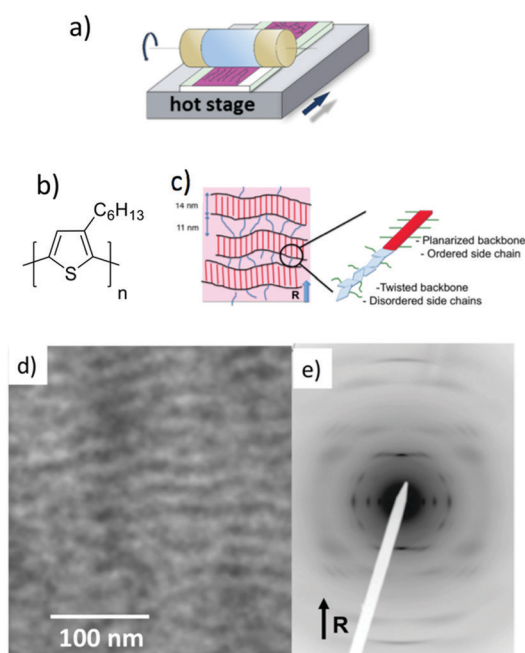 a)
hot stage
b)
C6H13
S
n
c)
14 nm
11 nm
R
- Planarized backbone
- Ordered side chain
-Twisted backbone
- Disordered side chains
d)
100 nm
e)
R